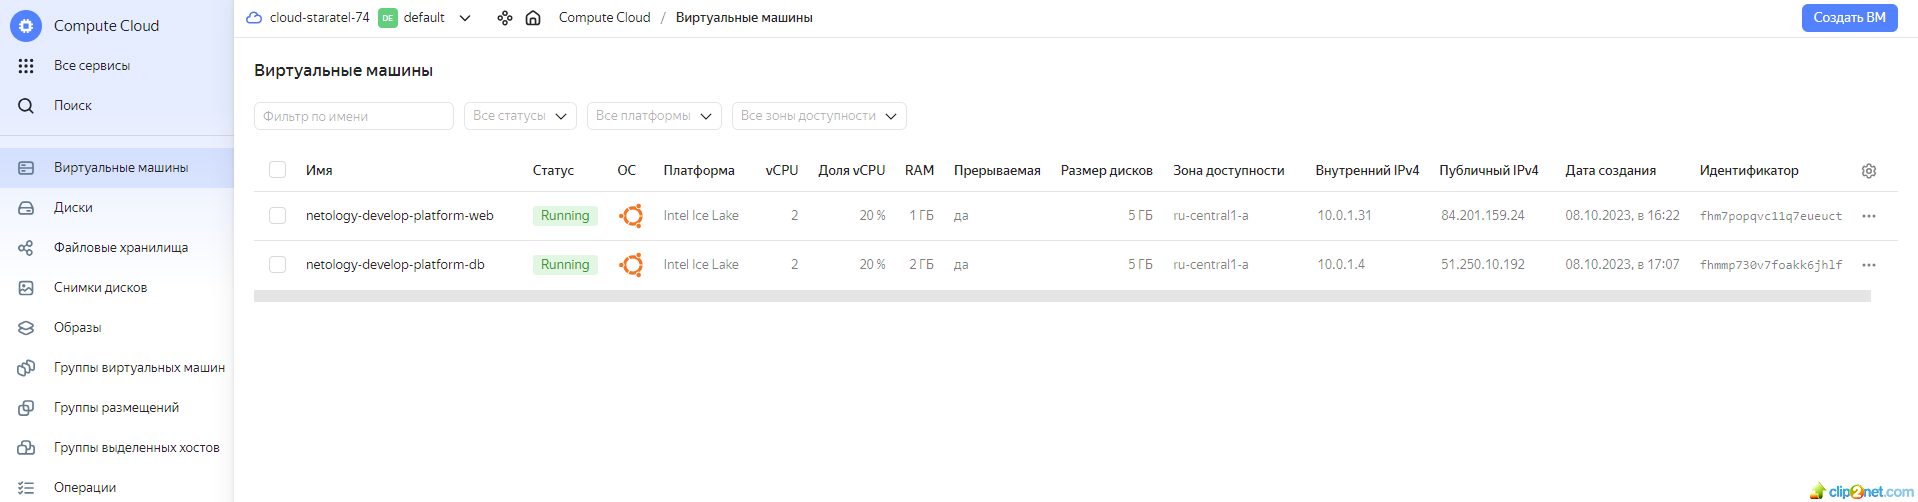 Compute Cloud
Все сервисы
Поиск
Виртуальные машины
Диски
Файловые хранилища
Снимки дисков
Образы
Группы виртуальных машин
Группы размещений
Группы выделенных хостов
Операции
cloud-staratel-74 DE default Compute Cloud / Виртуальные машины Создать ВМ
Виртуальные машины
Фильтр по имени Все статусы Все платформы Все зоны доступности
Имя Статус ОС Платформа vCPU Доля vCPU RAM Прерываемая Размер дисков Зона доступности Внутренний IPv4 Публичный IPv4 Дата создания Идентификатор
netology-develop-platform-web Running Intel Ice Lake 2 20 % 1 ГБ да 5 ГБ ru-central1-a 10.0.1.31 84.201.159.24 08.10.2023, в 16:22 fhm7popqvc11q7eueuct
netology-develop-platform-db Running Intel Ice Lake 2 20 % 2 ГБ да 5 ГБ ru-central1-a 10.0.1.4 51.250.10.192 08.10.2023, в 17:07 fhmmp730v7foakk6jhlf
clip2net.com